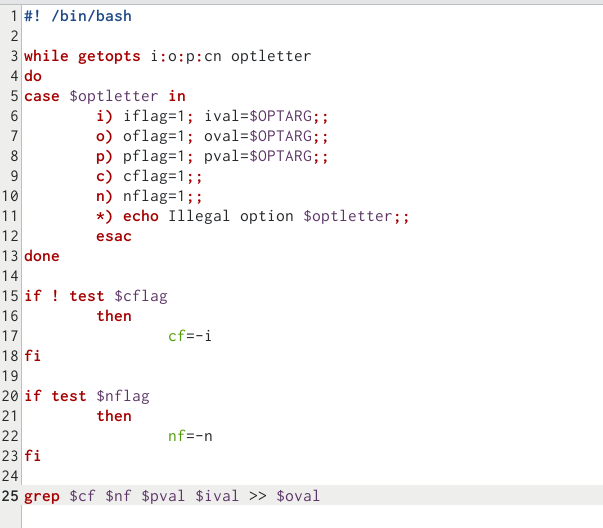 1 #! /bin/bash
2
3 while getopts i:o:p:cn optletter
4 do
5 case $optletter in
6 i) iflag=1; ival=$OPTARG;;
7 o) oflag=1; oval=$OPTARG;;
8 p) pflag=1; pval=$OPTARG;;
9 c) cflag=1;;
10 n) nflag=1;;
11 *) echo Illegal option $optletter;;
12 esac
13 done
14
15 if ! test $cflag
16 then
17 cf=-i
18 fi
19
20 if test $nflag
21 then
22 nf=-n
23 fi
24
25 grep $cf $nf $pval $ival >> $oval